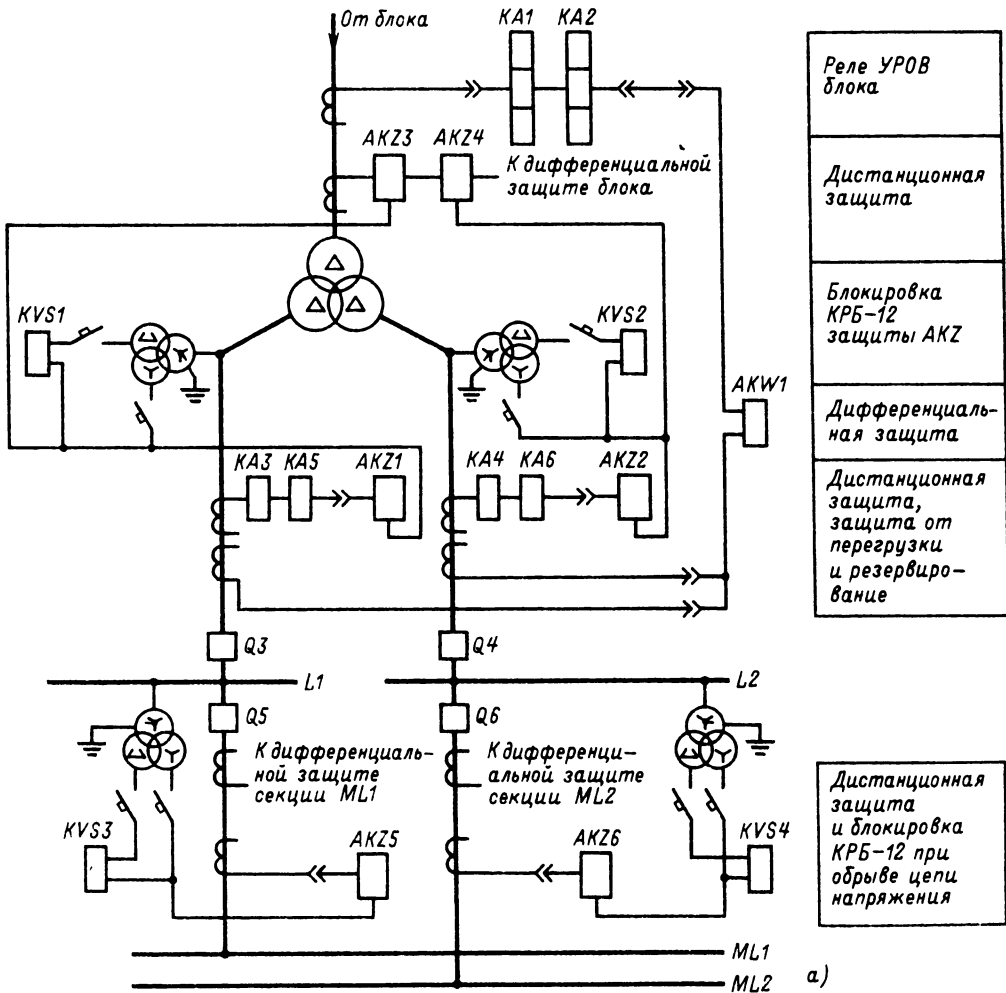 От блока
KA1
KA2
AKZ3
AKZ4
К дифференциальной
защите блока
KVS1
KVS2
AKW1
KA3
KA5
AKZ1
KA4
KA6
AKZ2
Q3
Q4
L1
L2
Q5
Q6
К дифференциаль-
ной защите
секции ML1
К дифференци-
альной защите
секции ML2
KVS3
AKZ5
AKZ6
KVS4
ML1
ML2
а)
Реле УРОВ
блока
Дистанционная
защита
Блокировка
КРБ-12
защиты AKZ
Дифференциаль-
ная защита
Дистанционная
защита,
защита от
перегрузки
и резервиро-
вание
Дистанционная
защита
и блокировка
КРБ-12 при
обрыве цепи
напряжения